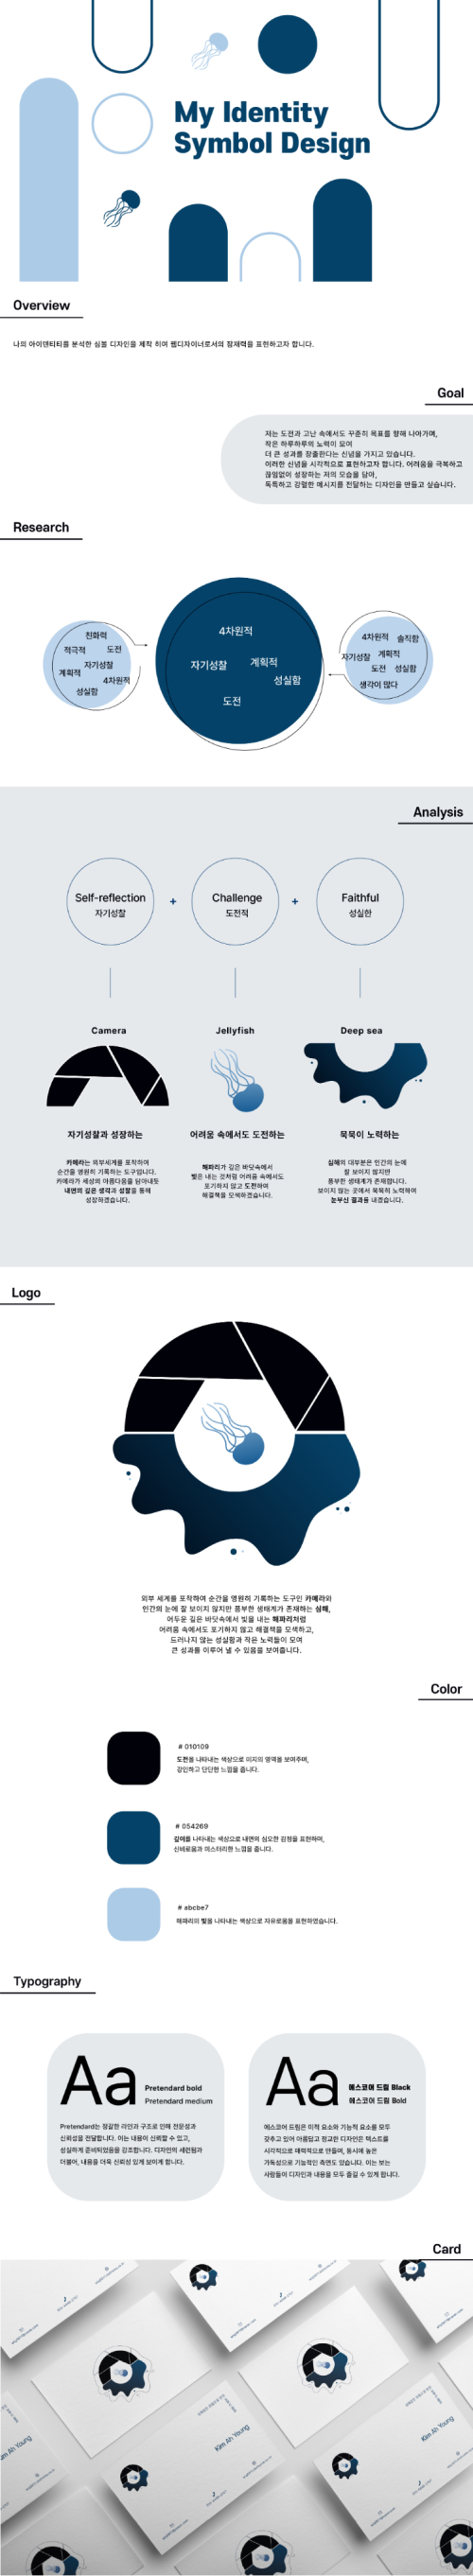 My Identity
Symbol Design
Overview
나의 아이덴티티를 분석한 심볼 디자인을 제작 하여 웹디자이너로서의 잠재력을 표현하고자 합니다.
Goal
저는 도전과 고난 속에서도 꾸준히 목표를 향해 나아가며,
작은 하루하루의 노력이 모여
더 큰 성과를 창출한다는 신념을 가지고 있습니다.
이러한 신념을 시각적으로 표현하고자 합니다. 어려움을 극복하고
끊임없이 성장하는 저의 모습을 담아,
독특하고 강렬한 메시지를 전달하는 디자인을 만들고 싶습니다.
Research
친화력
적극적 도전
자기성찰
계획적
4차원적
성실함
4차원적
자기성찰 계획적
성실함
도전
4차원적 솔직함
자기성찰 계획적
도전 성실함
생각이 많다
Analysis
Self-reflection
자기성찰
+
Challenge
도전적
+
Faithful
성실한
Camera
Jellyfish
Deep sea
자기성찰과 성장하는
어려움 속에서도 도전하는
묵묵이 노력하는
카메라는 외부세계를 포착하여
순간을 영원히 기록하는 도구입니다.
카메라가 세상의 아름다움을 담아내듯
내면의 깊은 생각과 성찰을 통해
성장하겠습니다.
해파리가 깊은 바닷속에서
빛은 내는 것처럼 어려움 속에서도
포기하지 않고 도전하여
해결책을 모색하겠습니다.
심해의 대부분은 인간의 눈에
잘 보이지 않지만
풍부한 생태계가 존재합니다.
보이지 않는 곳에서 묵묵히 노력하여
눈부신 결과를 내겠습니다.
Logo
외부 세계를 포착하여 순간을 영원히 기록하는 도구인 카메라와
인간의 눈에 잘 보이지 않지만 풍부한 생태계가 존재하는 심해,
어두운 깊은 바닷속에서 빛을 내는 해파리처럼
어려움 속에서도 포기하지 않고 해결책을 모색하고,
드러나지 않는 성실함과 작은 노력들이 모여
큰 성과를 이루어 낼 수 있음을 보여줍니다.
Color
# 010109
도전을 나타내는 색상으로 미지의 영역을 보여주며,
강인하고 단단한 느낌을 줍니다.
# 054269
깊이를 나타내는 색상으로 내면의 심오한 감정을 표현하며,
신비로움과 미스터리한 느낌을 줍니다.
# abcbe7
해파리의 빛을 나타내는 색상으로 자유로움을 표현하였습니다.
Typography
Aa
Pretendard bold
Pretendard medium
Pretendard는 정갈한 라인과 구조로 인해 전문성과
신뢰성을 전달합니다. 이는 내용이 신뢰할 수 있고,
성실하게 준비되었음을 강조합니다. 디자인의 세련됨과
더불어, 내용을 더욱 신뢰성 있게 보이게 합니다.
Aa
에스코어 드림 Black
에스코어 드림 Bold
에스코어 드림은 미적 요소와 기능적 요소를 모두
갖추고 있어 아름답고 정교한 디자인은 텍스트를
시각적으로 매력적으로 만들며, 동시에 높은
가독성으로 기능적인 측면도 있습니다. 이는 보는
사람들이 디자인과 내용을 모두 즐길 수 있게 합니다.
Card
Kim Ah Young
Kim Ah Young